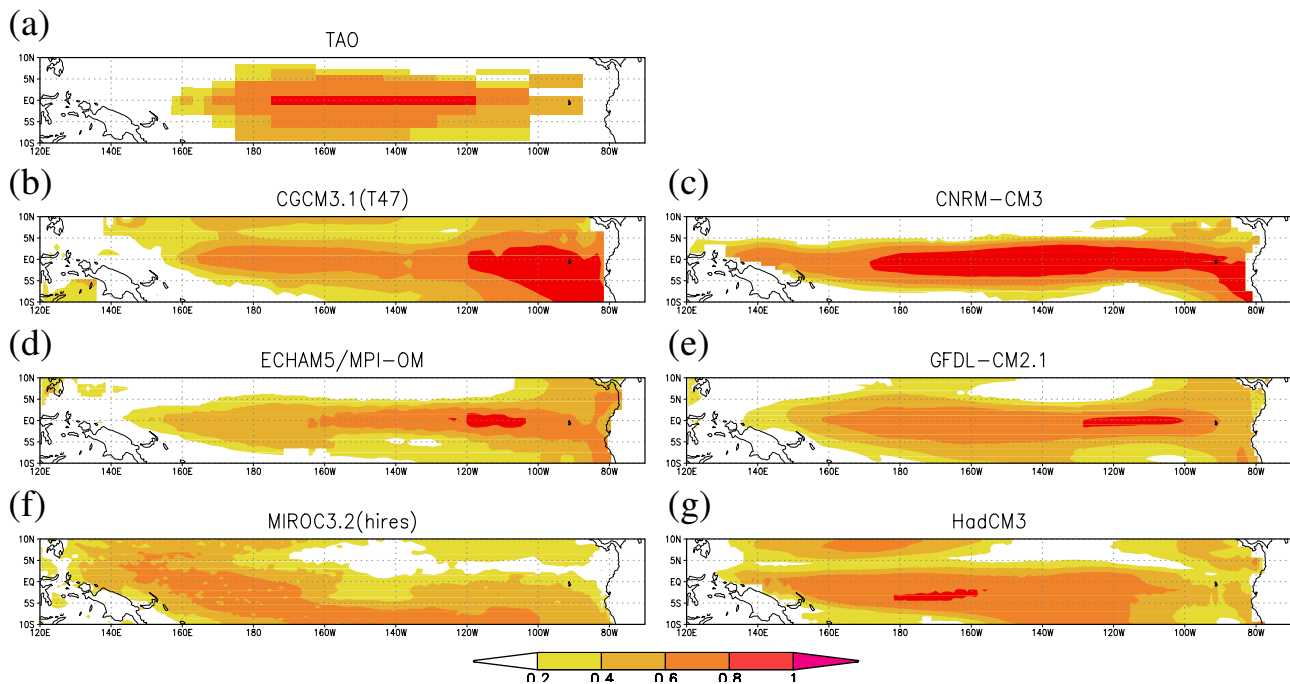 (a)
TAO
10N
5N
EQ
5S
10S
120E 140E 160E 180 160W 140W 120W 100W 80W
(b) (c)
CGCM3.1(T47) CNRM-CM3
10N 10N
5N 5N
EQ EQ
5S 5S
10S 10S
120E 140E 160E 180 160W 140W 120W 100W 80W 120E 140E 160E 180 160W 140W 120W 100W 80W
(d) (e)
ECHAM5/MPI-OM GFDL-CM2.1
10N 10N
5N 5N
EQ EQ
5S 5S
10S 10S
120E 140E 160E 180 160W 140W 120W 100W 80W 120E 140E 160E 180 160W 140W 120W 100W 80W
(f) (g)
MIROC3.2(hires) HadCM3
10N 10N
5N 5N
EQ EQ
5S 5S
10S 10S
120E 140E 160E 180 160W 140W 120W 100W 80W 120E 140E 160E 180 160W 140W 120W 100W 80W
0.2 0.4 0.6 0.8 1